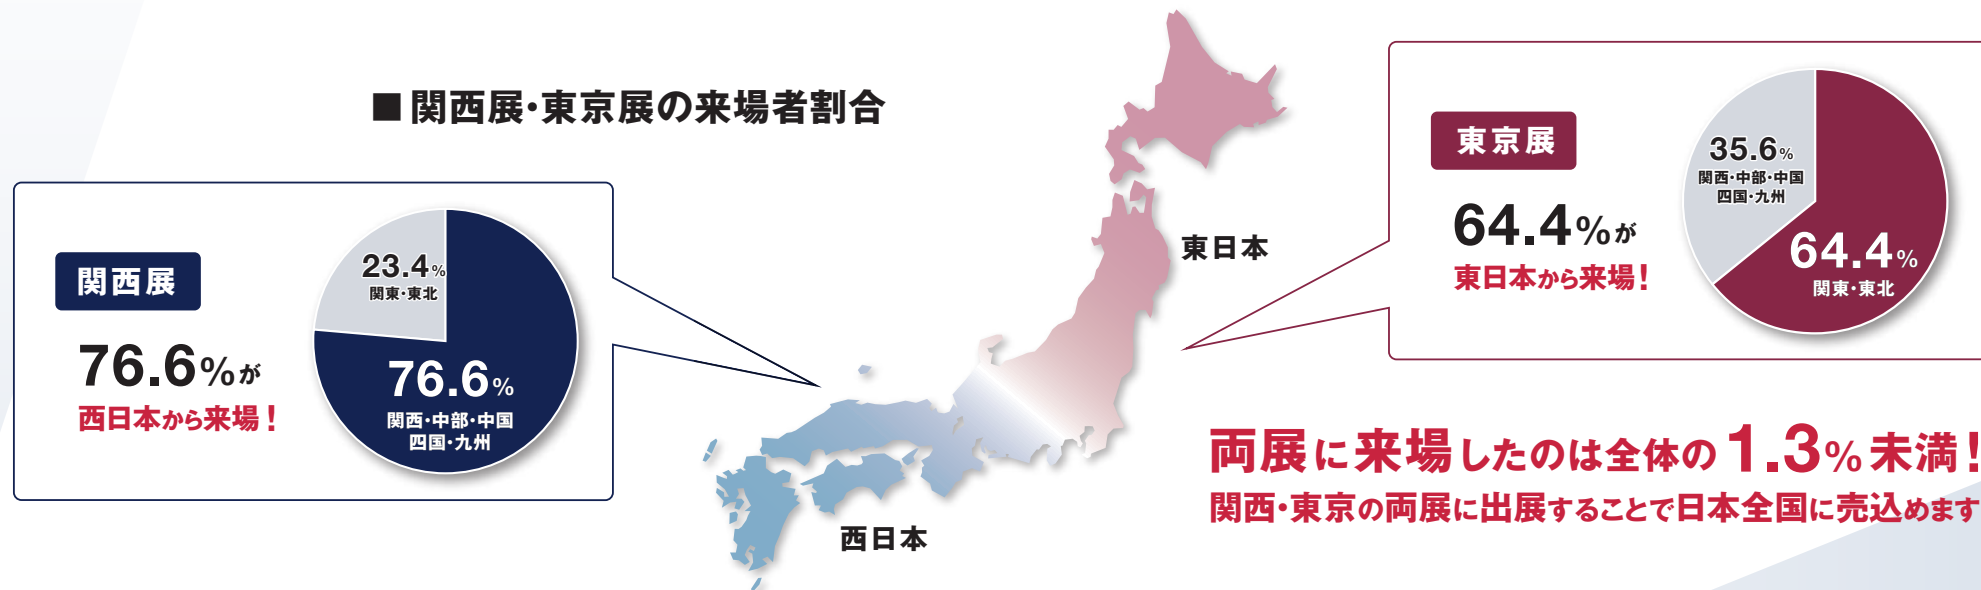 ■ 関西展・東京展の来場者割合
関西展
76.6%が
西日本から来場！
23.4%
関東・東北
76.6%
関西・中部・中国
四国・九州
東日本
西日本
東京展
64.4%が
東日本から来場！
35.6%
関西・中部・中国
四国・九州
64.4%
関東・東北
両展に来場したのは全体の1.3%未満！
関西・東京の両展に出展することで日本全国に売込めます